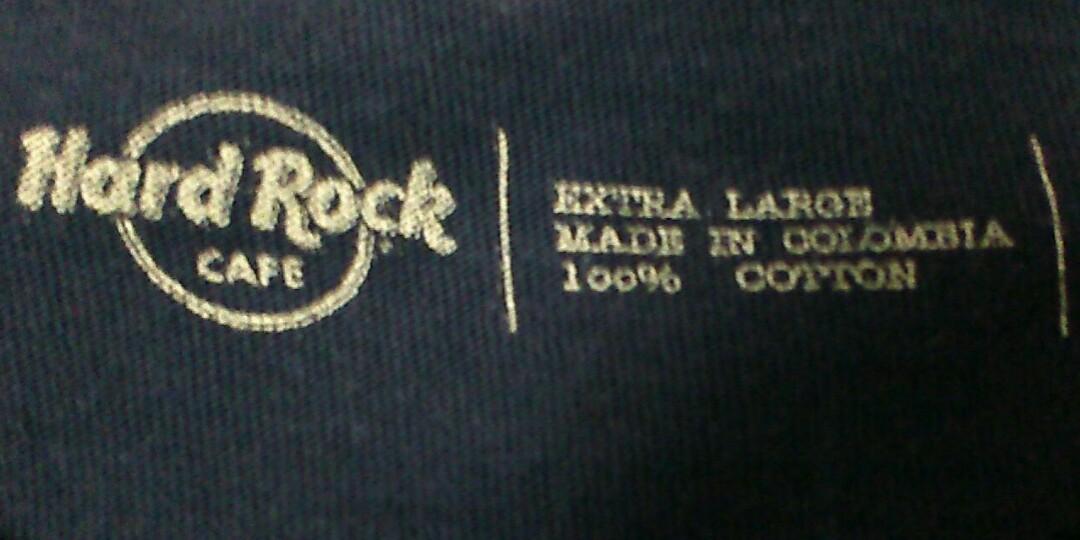 Hard Rock
CAFE
EXTRA LARGE
MADE IN COLOMBIA
100% COTTON